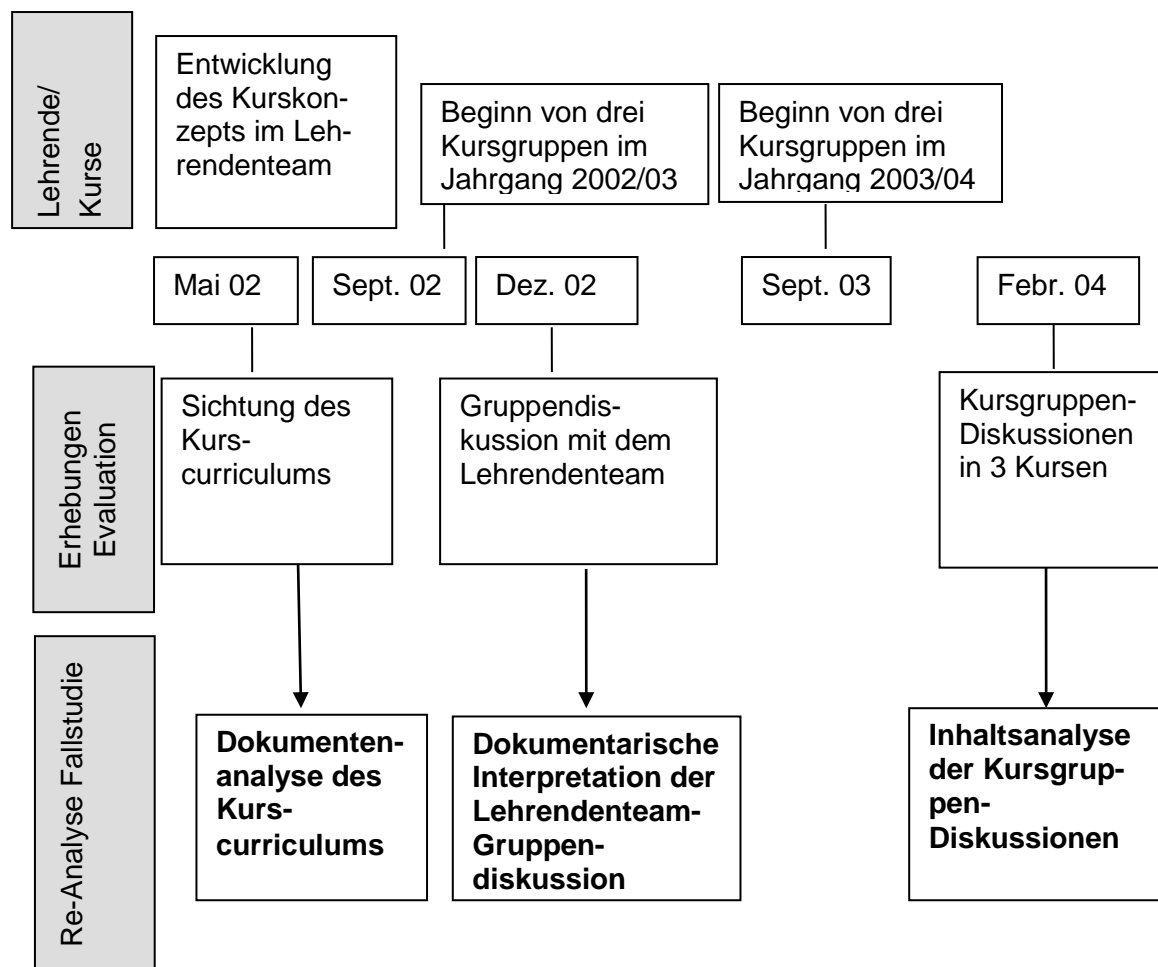 Lehrende/
Kurse
Entwicklung
des Kurskon-
zepts im Leh-
rendenteam
Beginn von drei
Kursgruppen im
Jahrgang 2002/03
Beginn von drei
Kursgruppen im
Jahrgang 2003/04
Mai 02
Sept. 02
Dez. 02
Sept. 03
Febr. 04
Erhebungen
Evaluation
Sichtung des
Kurs-
curriculums
Gruppendis-
kussion mit dem
Lehrendenteam
Kursgruppen-
Diskussionen
in 3 Kursen
Re-Analyse Fallstudie
Dokumenten-
analyse des
Kurs-
curriculums
Dokumentarische
Interpretation der
Lehrendenteam-
Gruppen-
diskussion
Inhaltsanalyse
der Kursgrup-
pen-
Diskussionen